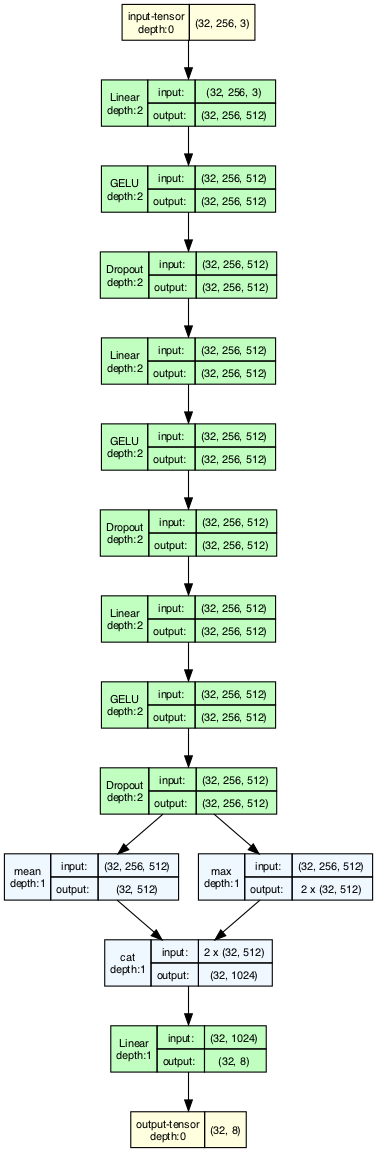 input-tensor
depth:0
(32, 256, 3)
Linear
depth:2
input:
(32, 256, 3)
output:
(32, 256, 512)
GELU
depth:2
input:
(32, 256, 512)
output:
(32, 256, 512)
Dropout
depth:2
input:
(32, 256, 512)
output:
(32, 256, 512)
Linear
depth:2
input:
(32, 256, 512)
output:
(32, 256, 512)
GELU
depth:2
input:
(32, 256, 512)
output:
(32, 256, 512)
Dropout
depth:2
input:
(32, 256, 512)
output:
(32, 256, 512)
Linear
depth:2
input:
(32, 256, 512)
output:
(32, 256, 512)
GELU
depth:2
input:
(32, 256, 512)
output:
(32, 256, 512)
Dropout
depth:2
input:
(32, 256, 512)
output:
(32, 256, 512)
mean
depth:1
input:
(32, 256, 512)
output:
(32, 512)
max
depth:1
input:
(32, 256, 512)
output:
2 x (32, 512)
cat
depth:1
input:
2 x (32, 512)
output:
(32, 1024)
Linear
depth:1
input:
(32, 1024)
output:
(32, 8)
output-tensor
depth:0
(32, 8)